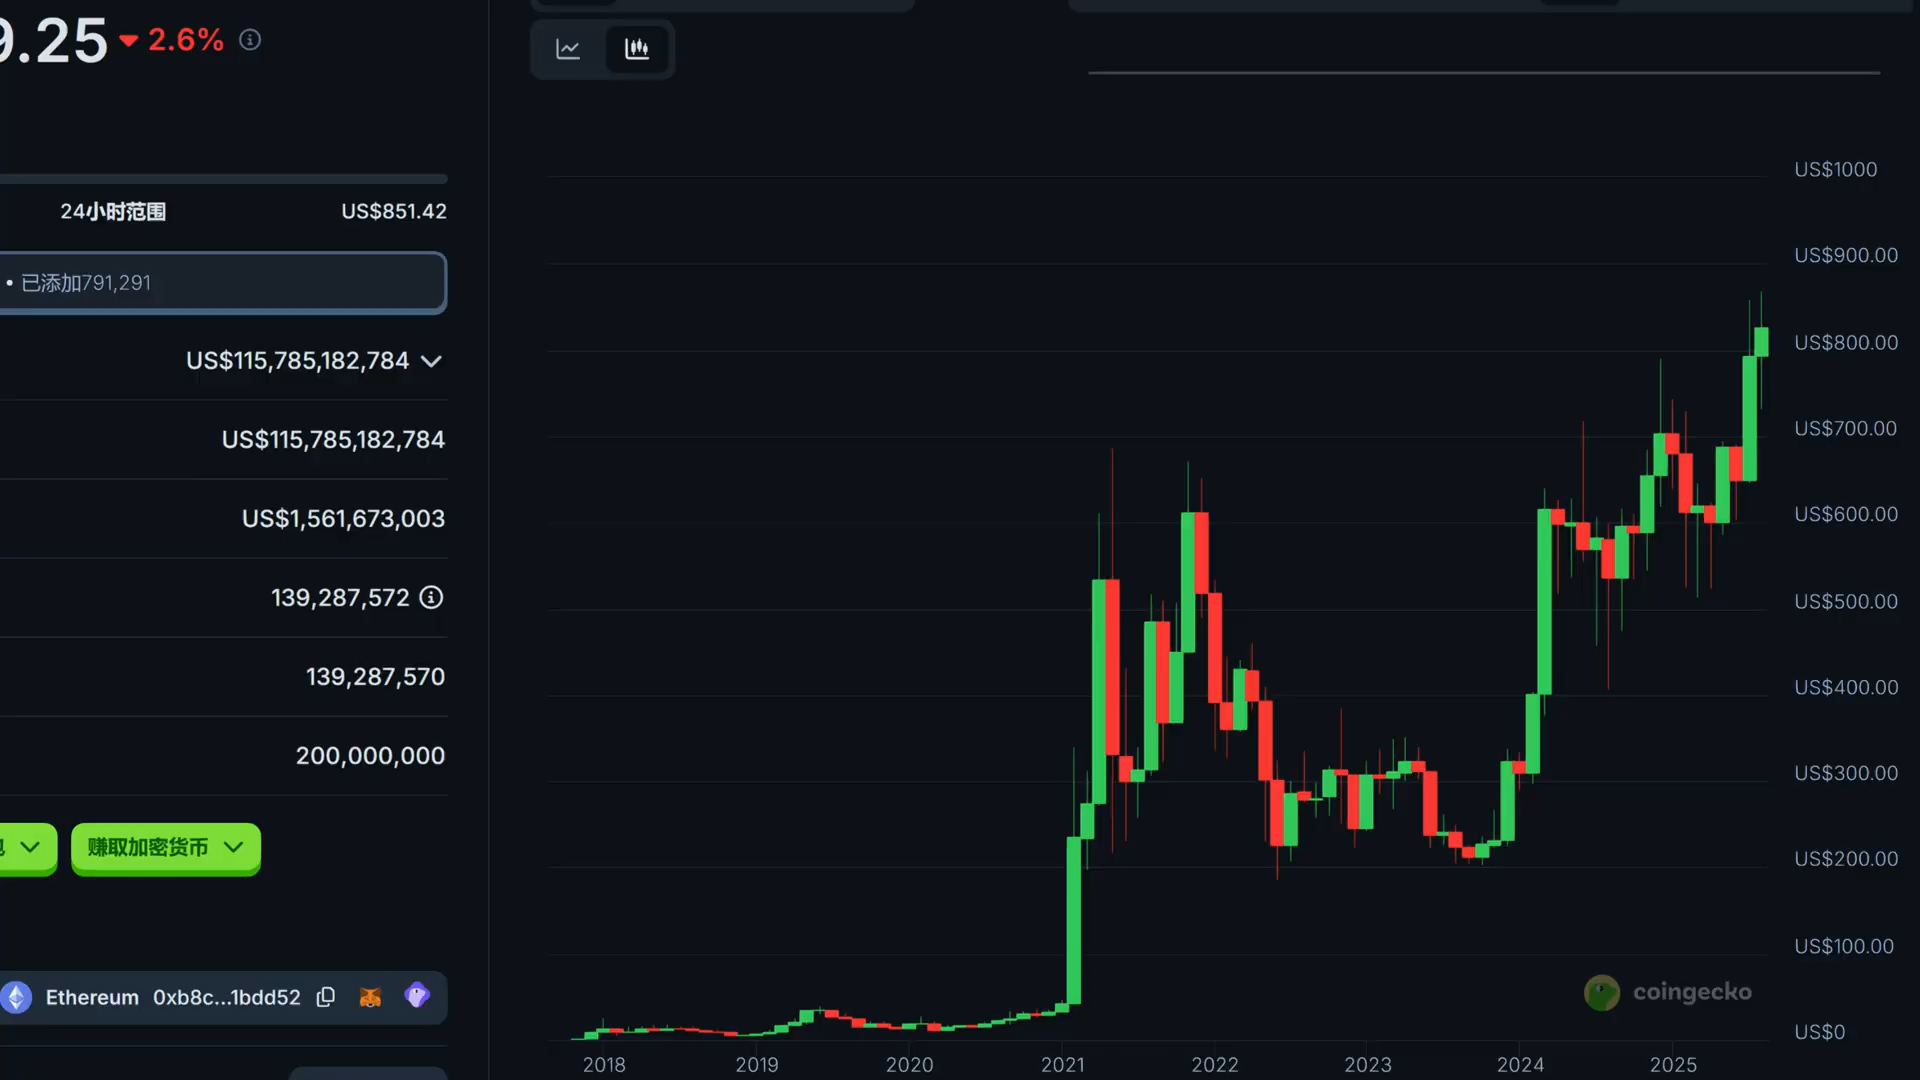 9.25 2.6%
24小时范围 US$851.42
• 已添加791,291
US$115,785,182,784
US$115,785,182,784
US$1,561,673,003
139,287,572
139,287,570
200,000,000
赚取加密货币
Ethereum 0xb8c...1bdd52
US$1000
US$900.00
US$800.00
US$700.00
US$600.00
US$500.00
US$400.00
US$300.00
US$200.00
US$100.00
US$0
coingecko
2018 2019 2020 2021 2022 2023 2024 2025